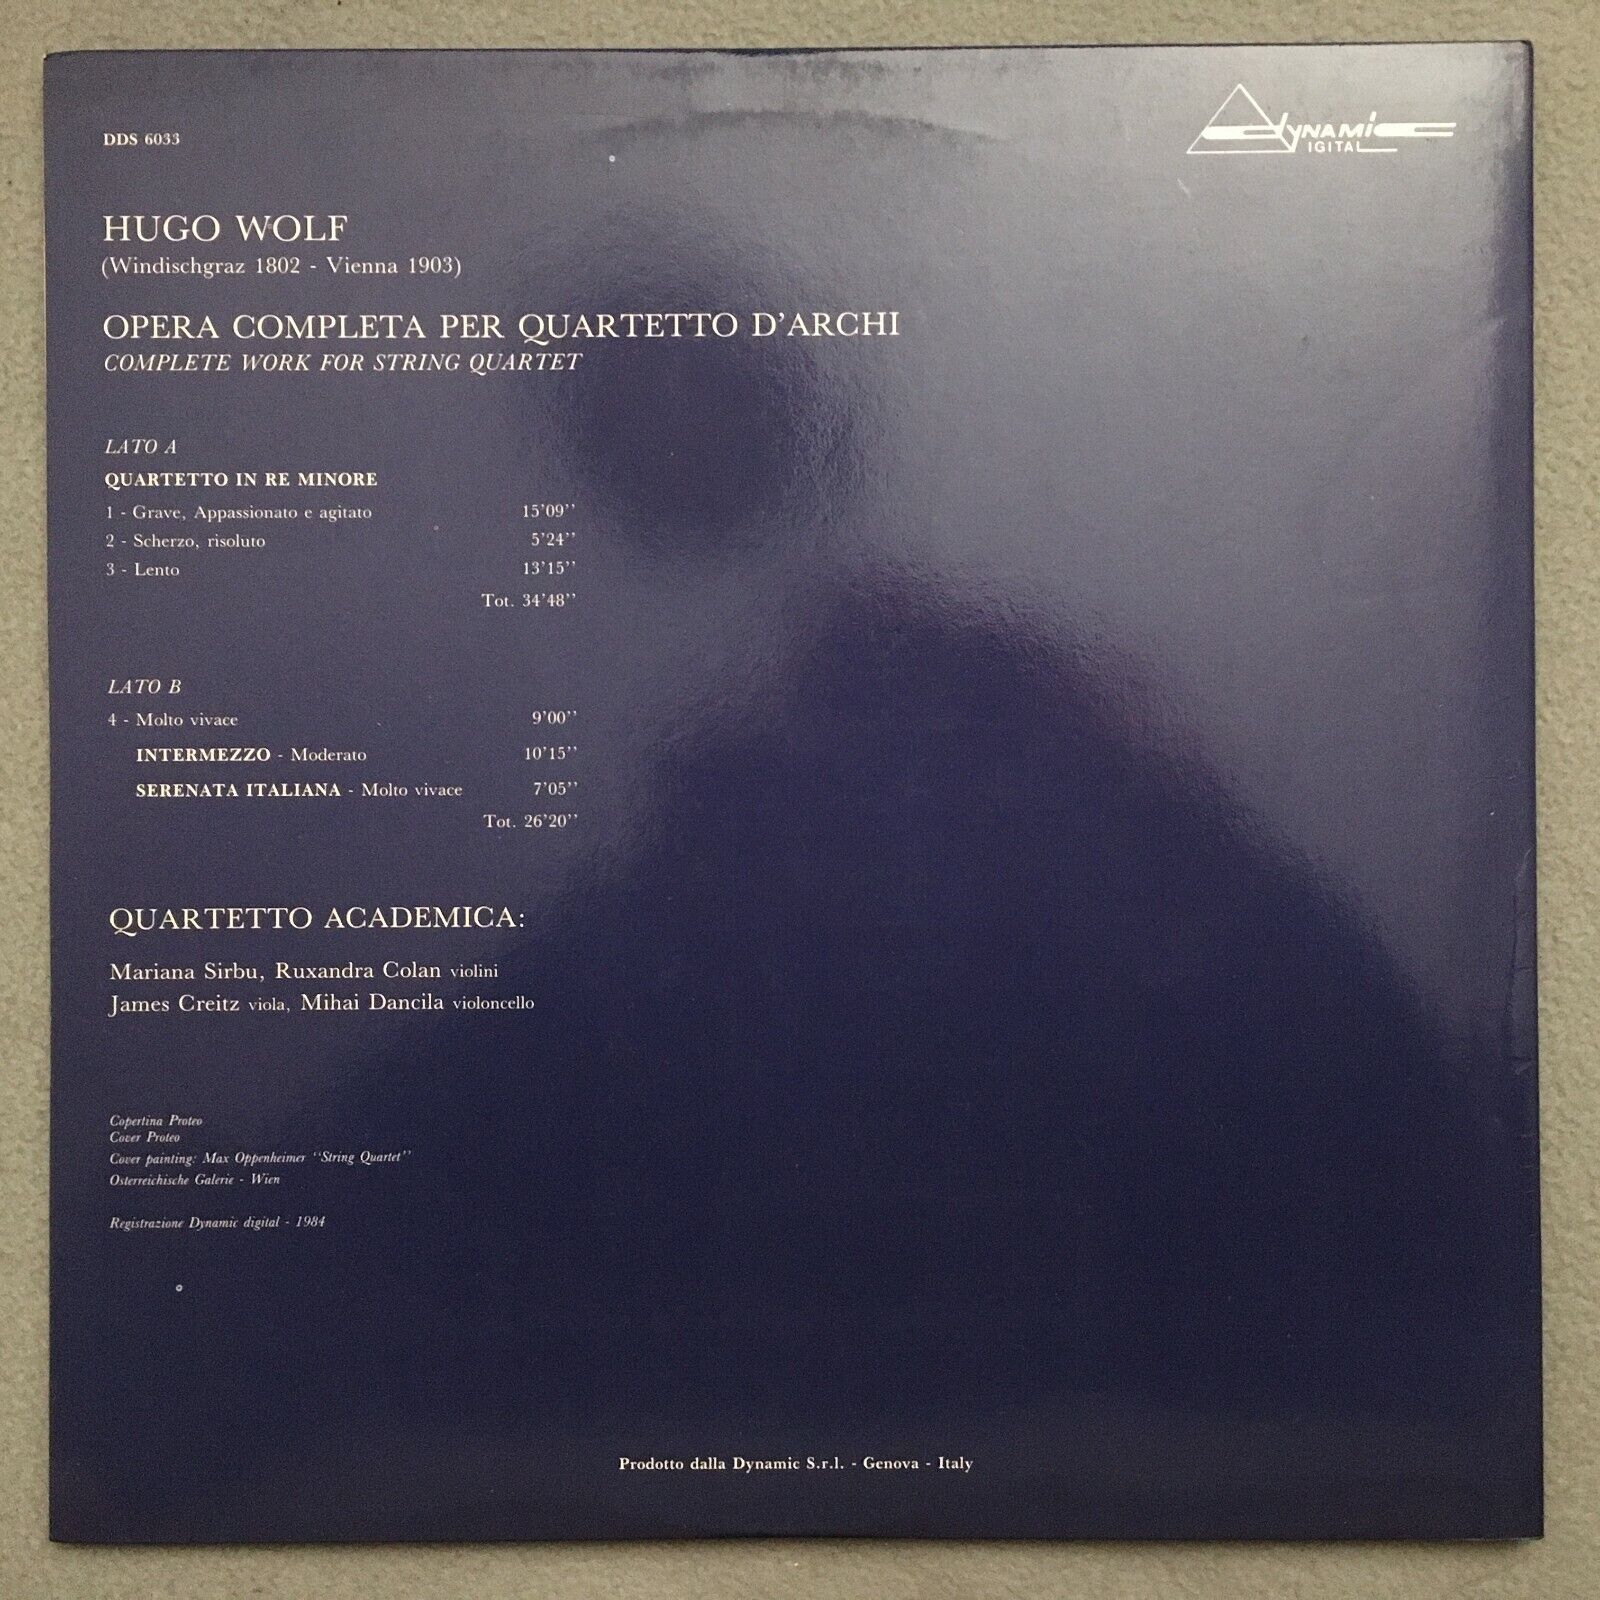 DDS 6033
DYNAMIC
DIGITAL
HUGO WOLF
(Windischgraz 1802 - Vienna 1903)
OPERA COMPLETA PER QUARTETTO D'ARCHI
COMPLETE WORK FOR STRING QUARTET
LATO A
QUARTETTO IN RE MINORE
1 - Grave, Appassionato e agitato 15'09''
2 - Scherzo, risoluto 5'24''
3 - Lento 13'15''
Tot. 34'48''
LATO B
4 - Molto vivace 9'00''
INTERMEZZO - Moderato 10'15''
SERENATA ITALIANA - Molto vivace 7'05''
Tot. 26'20''
QUARTETTO ACADEMICA:
Mariana Sirbu, Ruxandra Colan violini
James Creitz viola, Mihai Dancila violoncello
Copertina Proteo
Cover Proteo
Cover painting: Max Oppenheimer ''String Quartet''
Osterreichische Galerie - Wien
Registrazione Dynamic digital - 1984
Prodotto dalla Dynamic S.r.l. - Genova - Italy